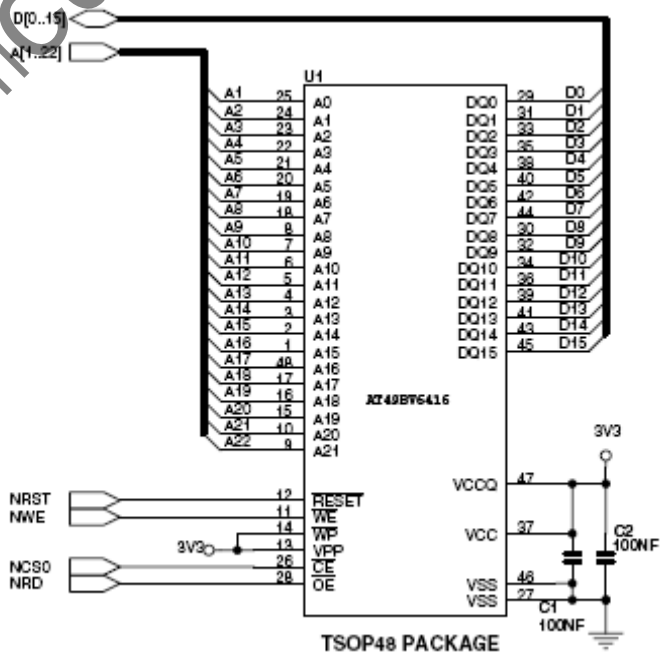 D[0..15]
A[1..22]
U1
A1 25 A0 DQ0 29 D0
A2 24 A1 DQ1 31 D1
A3 23 A2 DQ2 33 D2
A4 22 A3 DQ3 35 D3
A5 21 A4 DQ4 38 D4
A6 20 A5 DQ5 40 D5
A7 19 A6 DQ6 42 D6
A8 18 A7 DQ7 44 D7
A9 8 A8 DQ8 30 D8
A10 7 A9 DQ9 32 D9
A11 6 A10 DQ10 34 D10
A12 5 A11 DQ11 36 D11
A13 4 A12 DQ12 39 D12
A14 3 A13 DQ13 41 D13
A15 2 A14 DQ14 43 D14
A16 1 A15 DQ15 45 D15
A17 48 A16
A18 17 A17
A19 16 A18 AT49BV6416
A20 15 A19
A21 10 A20
A22 9 A21
3V3
VCCQ 47
NRST 12 RESET
NWE 11 WE
14 WP VCC 37 C2
3V3 13 VPP 100NF
NCS0 26 CE
NRD 28 OE VSS 46
VSS 27 C1
100NF
TSOP48 PACKAGE